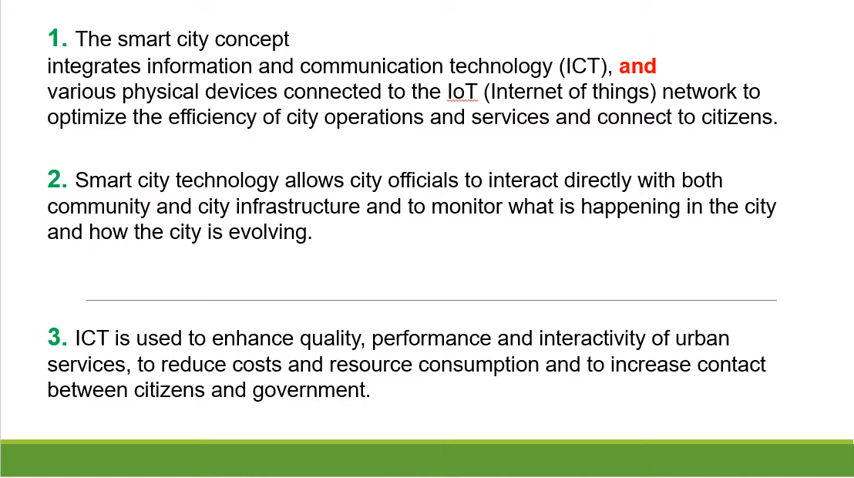 1. The smart city concept
integrates information and communication technology (ICT), and
various physical devices connected to the IoT (Internet of things) network to
optimize the efficiency of city operations and services and connect to citizens.
2. Smart city technology allows city officials to interact directly with both
community and city infrastructure and to monitor what is happening in the city
and how the city is evolving.
3. ICT is used to enhance quality, performance and interactivity of urban
services, to reduce costs and resource consumption and to increase contact
between citizens and government.